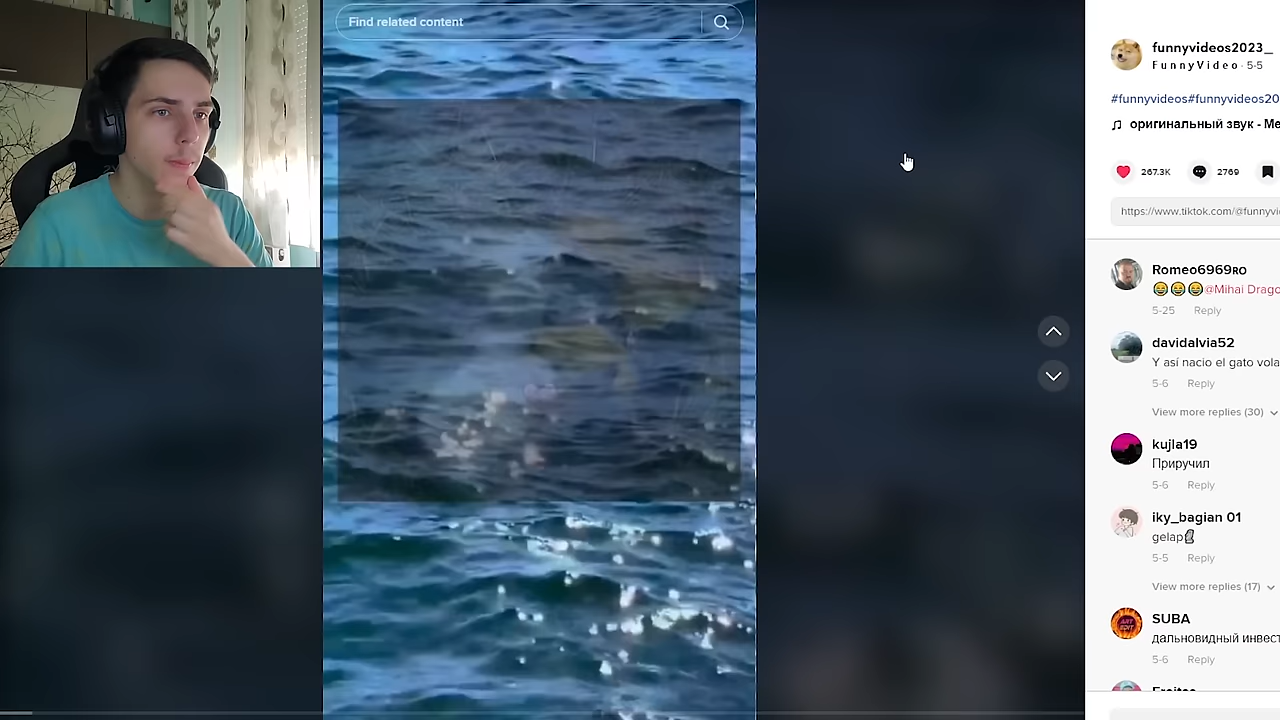 Find related content
funnyvideos2023_
FunnyVideo · 5-5
#funnyvideos#funnyvideos20
оригинальный звук - Me
267.3K
2769
https://www.tiktok.com/@funnyvi
Romeo6969RO
😂😂😂@Mihai Drago
5-25 Reply
davidalvia52
Y así nacio el gato vola
5-6 Reply
View more replies (30)
kujla19
Приручил
5-6 Reply
iky_bagian 01
gelap
5-5 Reply
View more replies (17)
SUBA
дальновидный инвест
5-6 Reply